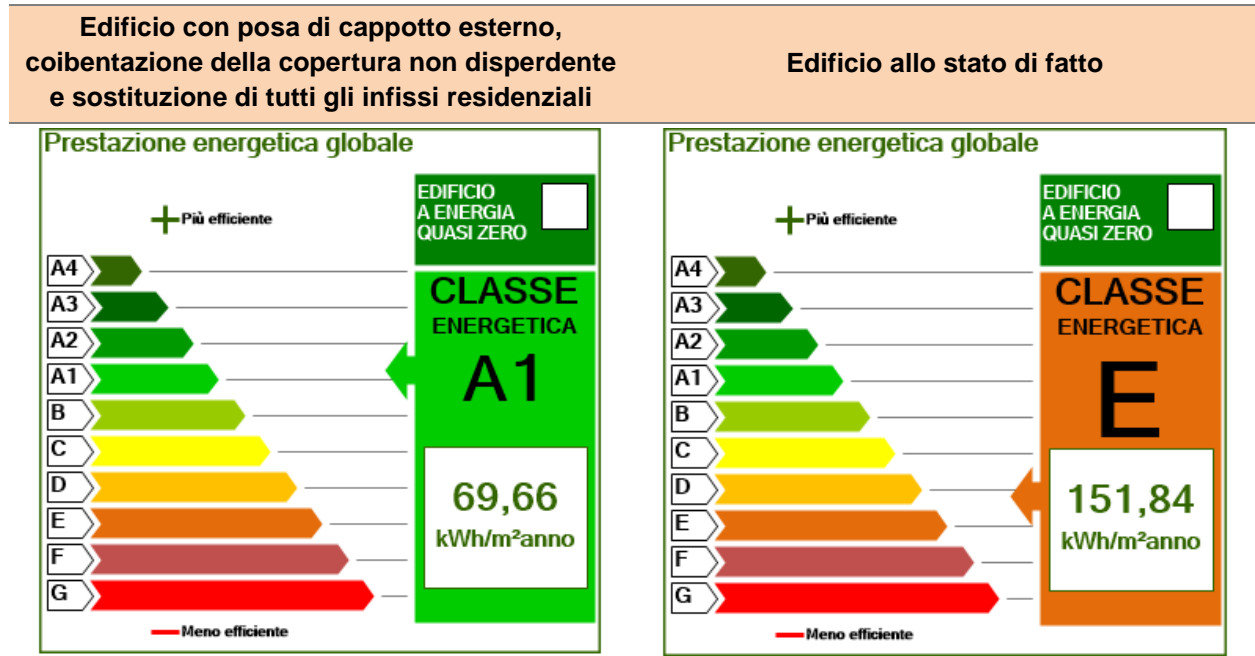 Edificio con posa di cappotto esterno,
coibentazione della copertura non disperdente
e sostituzione di tutti gli infissi residenziali
Edificio allo stato di fatto
Prestazione energetica globale
Più efficiente
EDIFICIO
A ENERGIA
QUASI ZERO
A4
A3
A2
A1
B
C
D
E
F
G
CLASSE
ENERGETICA
A1
69,66
kWh/m²anno
Meno efficiente
Prestazione energetica globale
Più efficiente
EDIFICIO
A ENERGIA
QUASI ZERO
A4
A3
A2
A1
B
C
D
E
F
G
CLASSE
ENERGETICA
E
151,84
kWh/m²anno
Meno efficiente